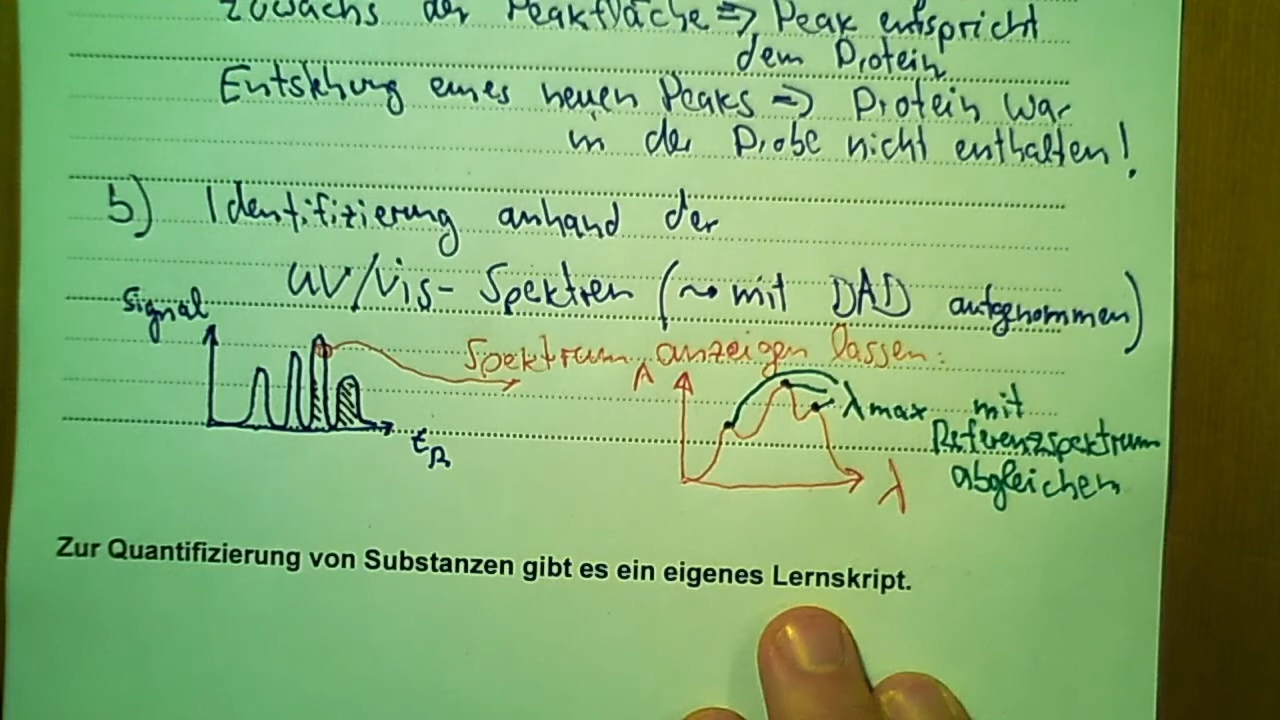 Zuwachs der Peakfläche => Peak entspricht
dem Protein
Entstehung eines neuen Peaks => Protein war
in der Probe nicht enthalten!
b) Identifizierung anhand der
UV/Vis-Spektren (~> mit DAD aufgenommen)
Signal
Spektrum anzeigen lassen:
A
λmax mit
Referenzspektrum
abgleichen
tR
λ
Zur Quantifizierung von Substanzen gibt es ein eigenes Lernskript.